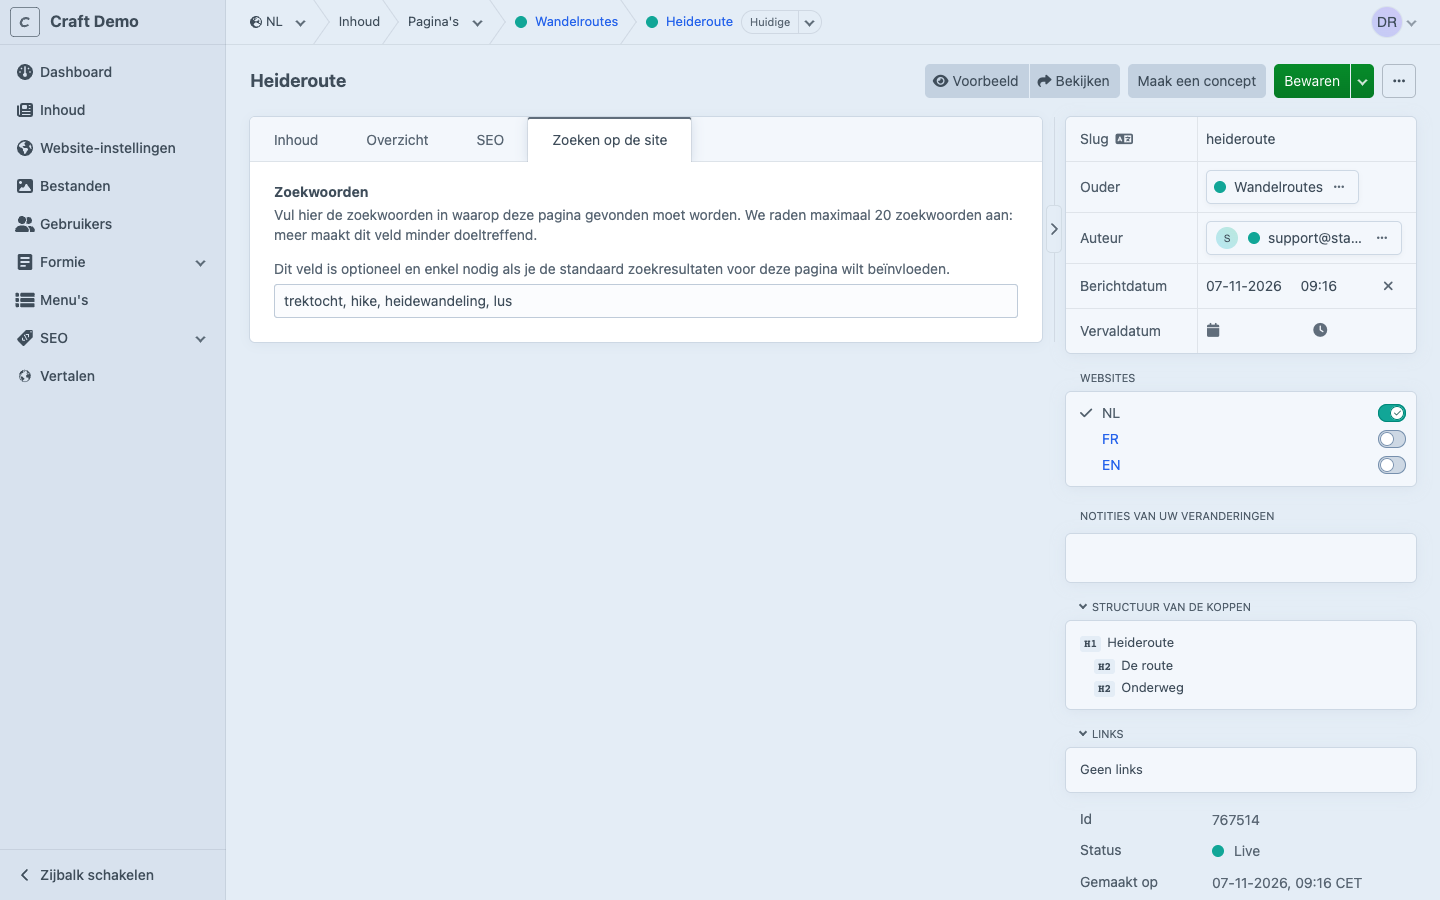 C Craft Demo
NL Inhoud Pagina's Wandelroutes Heideroute Huidige
DR
Dashboard
Inhoud
Website-instellingen
Bestanden
Gebruikers
Formie
Menu's
SEO
Vertalen
Zijbalk schakelen
Heideroute
Voorbeeld Bekijken Maak een concept Bewaren
Inhoud Overzicht SEO Zoeken op de site
Zoekwoorden
Vul hier de zoekwoorden in waarop deze pagina gevonden moet worden. We raden maximaal 20 zoekwoorden aan:
meer maakt dit veld minder doeltreffend.
Dit veld is optioneel en enkel nodig als je de standaard zoekresultaten voor deze pagina wilt beïnvloeden.
trektocht, hike, heidewandeling, lus
Slug heideroute
Ouder Wandelroutes
Auteur S support@sta...
Berichtdatum 07-11-2026 09:16
Vervaldatum
WEBSITES
NL
FR
EN
NOTITIES VAN UW VERANDERINGEN
STRUCTUUR VAN DE KOPPEN
H1 Heideroute
H2 De route
H2 Onderweg
LINKS
Geen links
Id 767514
Status Live
Gemaakt op 07-11-2026, 09:16 CET